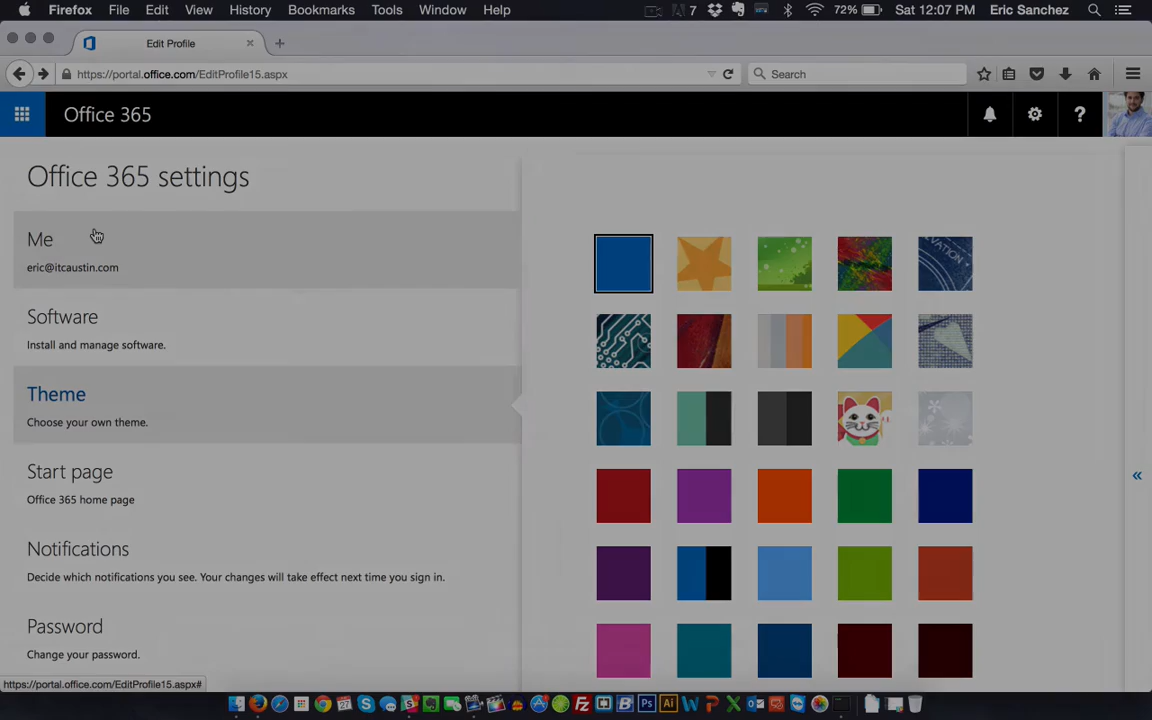 Firefox File Edit View History Bookmarks Tools Window Help 7 72% Sat 12:07 PM Eric Sanchez
Edit Profile
https://portal.office.com/EditProfile15.aspx Search
Office 365 ?
Office 365 settings
Me
eric@itcaustin.com
Software
Install and manage software.
Theme
Choose your own theme.
Start page
Office 365 home page
Notifications
Decide which notifications you see. Your changes will take effect next time you sign in.
Password
Change your password.
https://portal.office.com/EditProfile15.aspx#